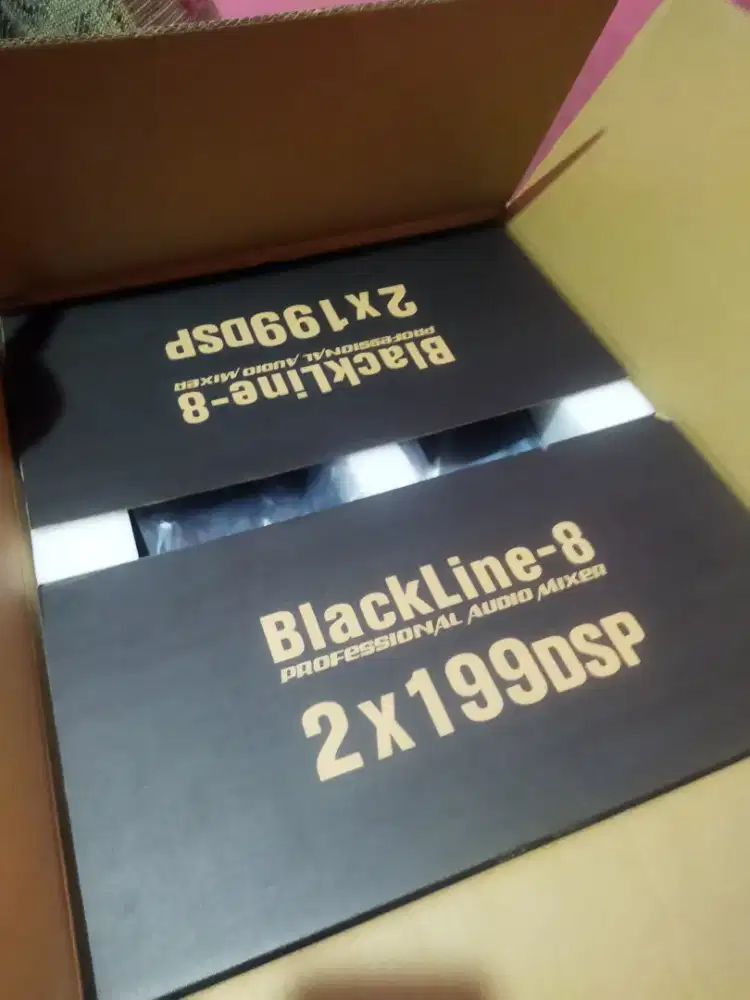 2x199DSP
PROFESSIONAL AUDIO MIXER
BlackLine-8
BlackLine-8
PROFESSIONAL AUDIO MIXER
2x199DSP